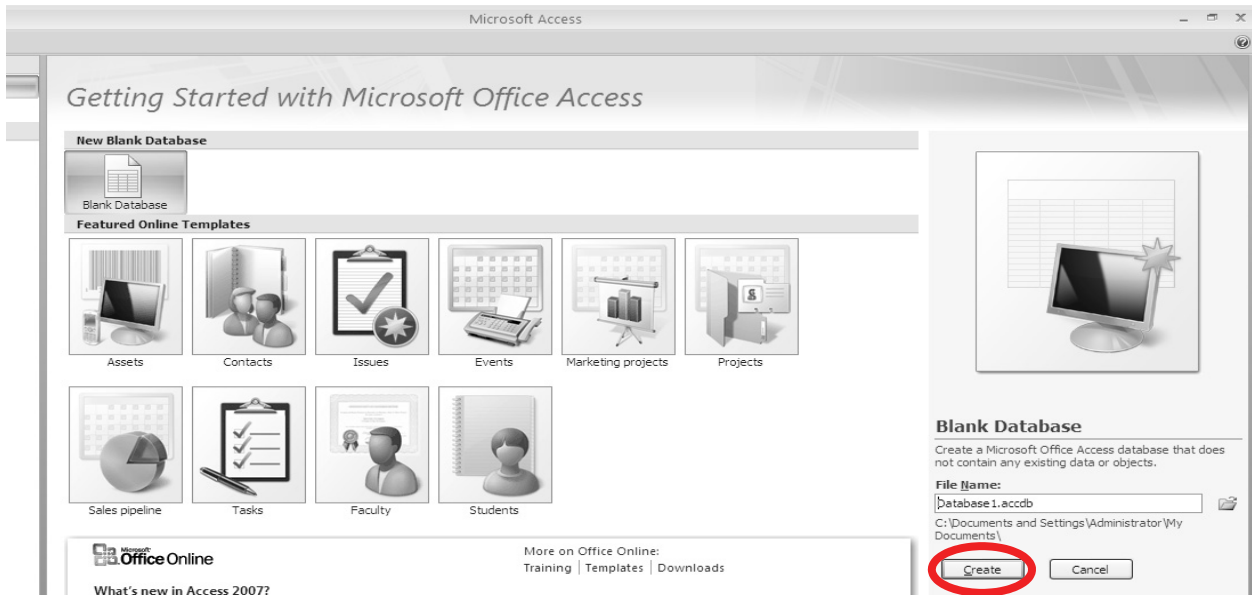 Microsoft Access
Getting Started with Microsoft Office Access
New Blank Database
Blank Database
Featured Online Templates
Assets
Contacts
Issues
Events
Marketing projects
Projects
Sales pipeline
Tasks
Faculty
Students
Microsoft
Office Online
More on Office Online:
Training | Templates | Downloads
What's new in Access 2007?
Blank Database
Create a Microsoft Office Access database that does
not contain any existing data or objects.
File Name:
Database1.accdb
C:\Documents and Settings\Administrator\My
Documents\
Create
Cancel